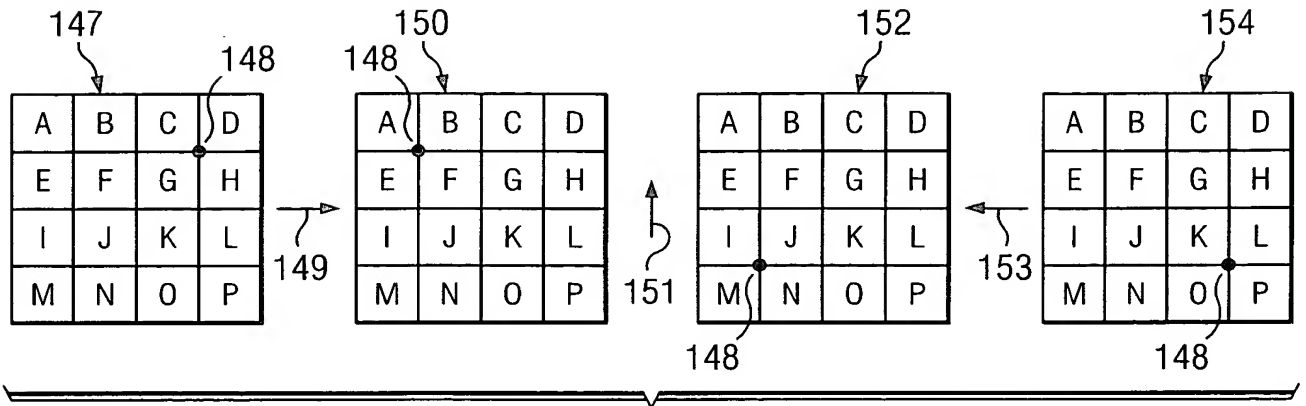 147 148 150 148 152 154
A B C D A B C D A B C D A B C D
E F G H E F G H E F G H E F G H
149 151 153
I J K L I J K L I J K L I J K L
M N O P M N O P M N O P M N O P
148 148